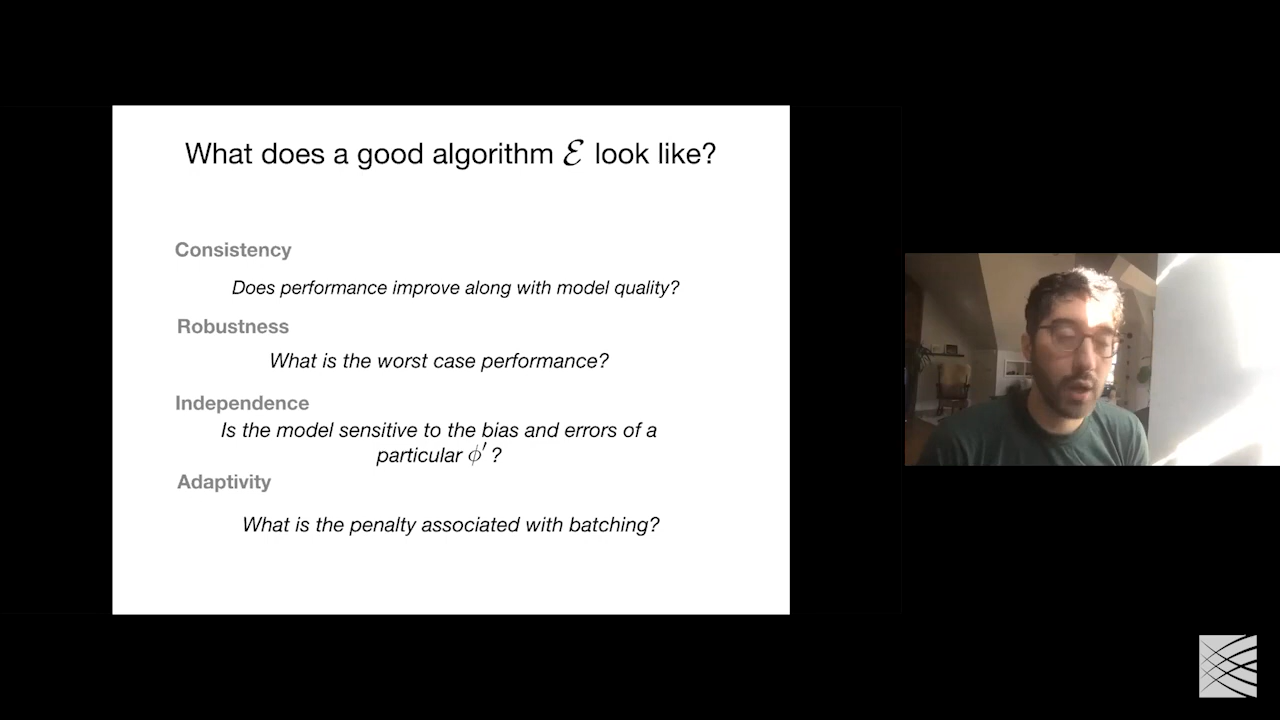 What does a good algorithm ℰ look like?
Consistency
Does performance improve along with model quality?
Robustness
What is the worst case performance?
Independence
Is the model sensitive to the bias and errors of a
particular ϕ′ ?
Adaptivity
What is the penalty associated with batching?